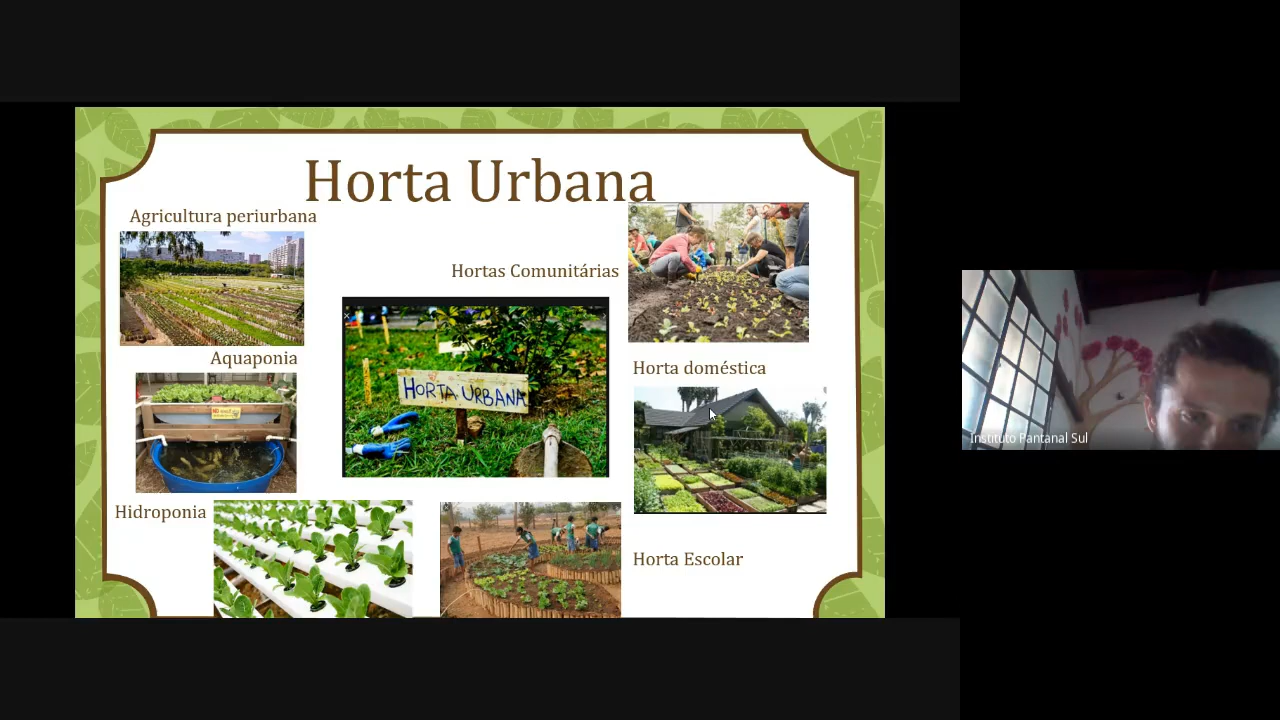 Horta Urbana
Agricultura periurbana
Hortas Comunitárias
Aquaponia
Horta doméstica
HORTA URBANA
Instituto Pantanal Sul
Hidroponia
Horta Escolar